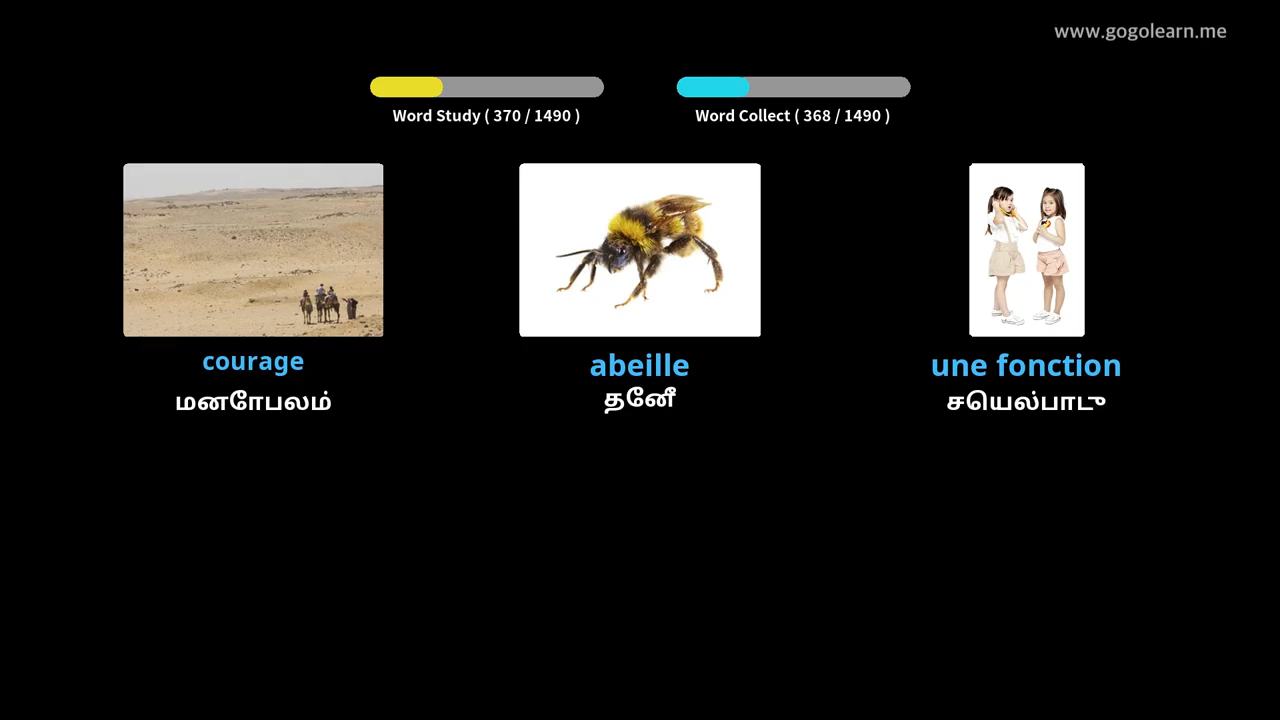 www.gogolearn.me
Word Study ( 370 / 1490 )
Word Collect ( 368 / 1490 )
courage
abeille
une fonction
மனோபலம்
தேனீ
செயல்பாடு